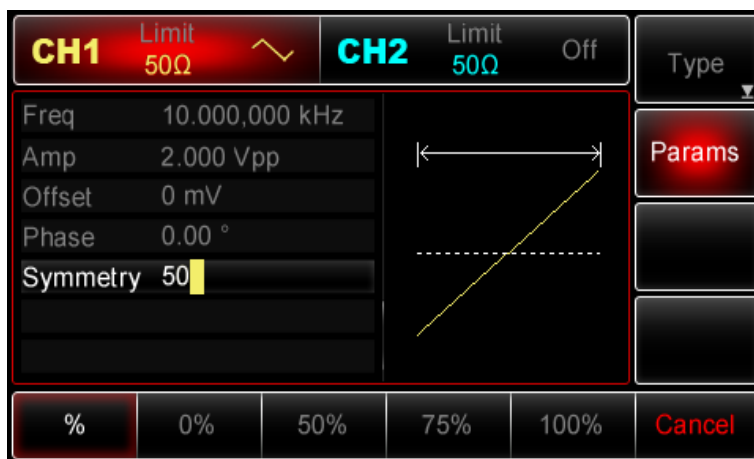 CH1 Limit 50Ω
CH2 Limit 50Ω Off
Type
Freq 10.000,000 kHz
Amp 2.000 Vpp
Offset 0 mV
Phase 0.00 °
Symmetry 50
Params
% 0% 50% 75% 100% Cancel